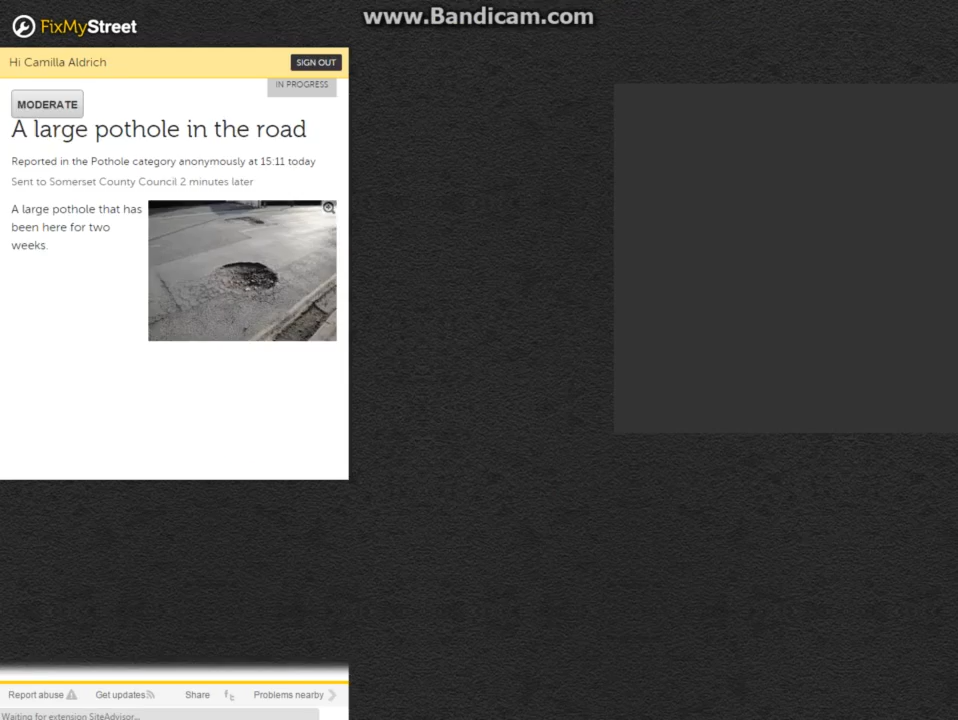 www.Bandicam.com
FixMyStreet
Hi Camilla Aldrich
SIGN OUT
IN PROGRESS
MODERATE
A large pothole in the road
Reported in the Pothole category anonymously at 15:11 today
Sent to Somerset County Council 2 minutes later
A large pothole that has
been here for two
weeks.
Report abuse
Get updates
Share
Problems nearby
Waiting for extension SiteAdvisor...